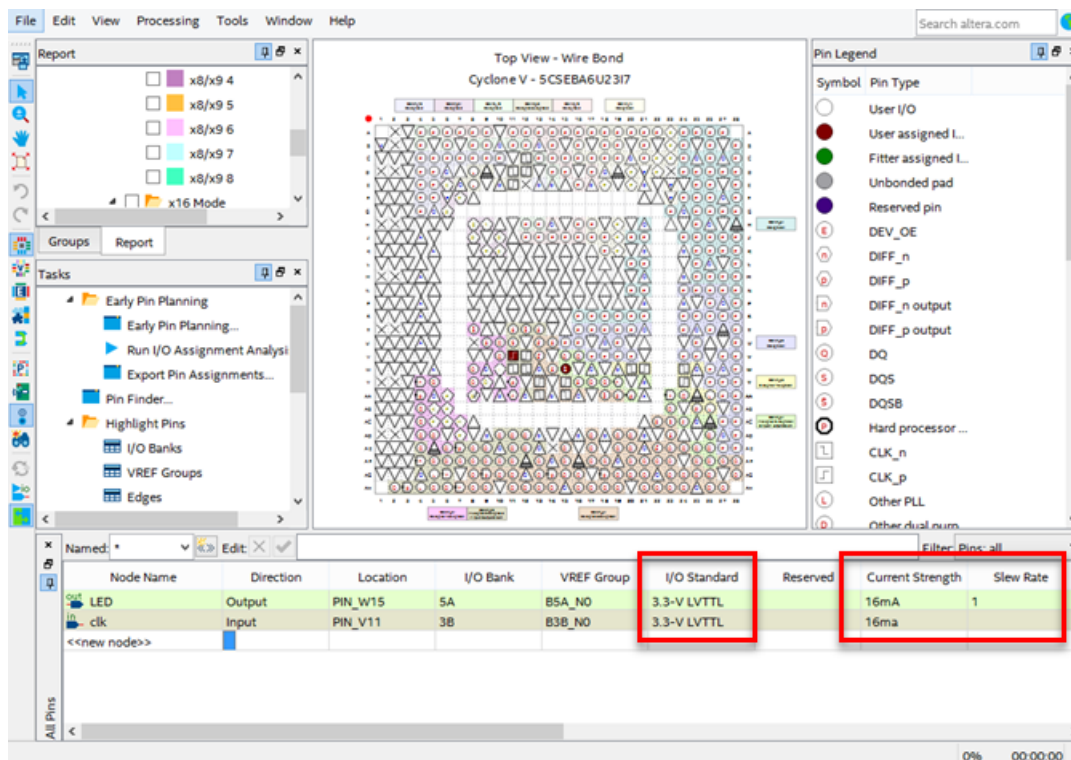 File Edit View Processing Tools Window Help
Search altera.com
Report
x8/x9 4
x8/x9 5
x8/x9 6
x8/x9 7
x8/x9 8
x16 Mode
Groups Report
Tasks
Early Pin Planning
Early Pin Planning...
Run I/O Assignment Analysi
Export Pin Assignments...
Pin Finder...
Highlight Pins
I/O Banks
VREF Groups
Edges
Top View - Wire Bond
Cyclone V - 5CSEBA6U23I7
Pin Legend
Symbol Pin Type
User I/O
User assigned I...
Fitter assigned I...
Unbonded pad
Reserved pin
E DEV_OE
n DIFF_n
p DIFF_p
n DIFF_n output
p DIFF_p output
Q DQ
S DQS
S DQSB
P Hard processor ...
CLK_n
CLK_p
L Other PLL
D Other dual purp
Named: * Edit: Filter: Pins: all
Node Name Direction Location I/O Bank VREF Group I/O Standard Reserved Current Strength Slew Rate
out LED Output PIN_W15 5A B5A_N0 3.3-V LVTTL 16mA 1
in clk Input PIN_V11 3B B3B_N0 3.3-V LVTTL 16ma
<<new node>>
All Pins
0% 00:00:00